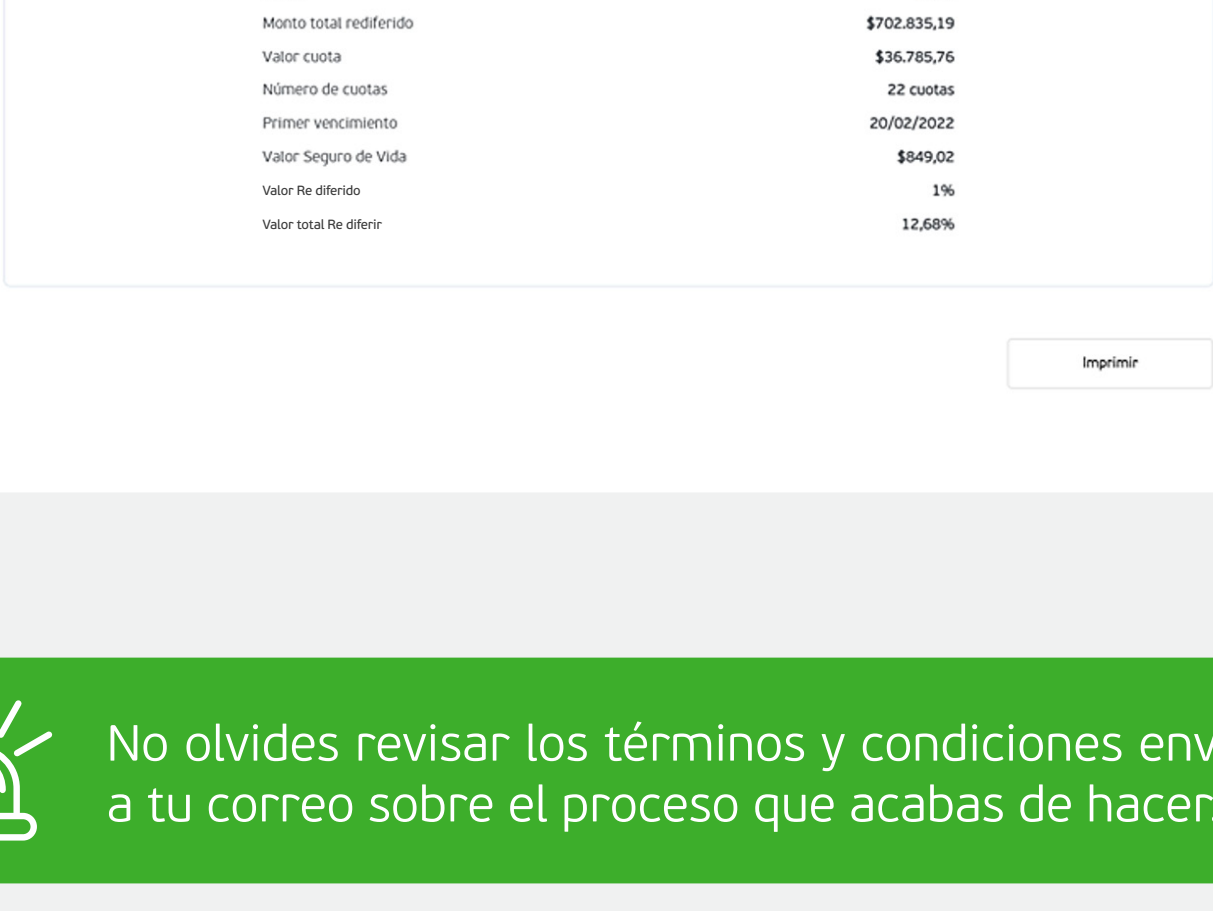 Monto total rediferido $702.835,19
Valor cuota $36.785,76
Número de cuotas 22 cuotas
Primer vencimiento 20/02/2022
Valor Seguro de Vida $849,02
Valor Re diferido 1%
Valor total Re diferir 12,68%
Imprimir
No olvides revisar los términos y condiciones env
a tu correo sobre el proceso que acabas de hacer.